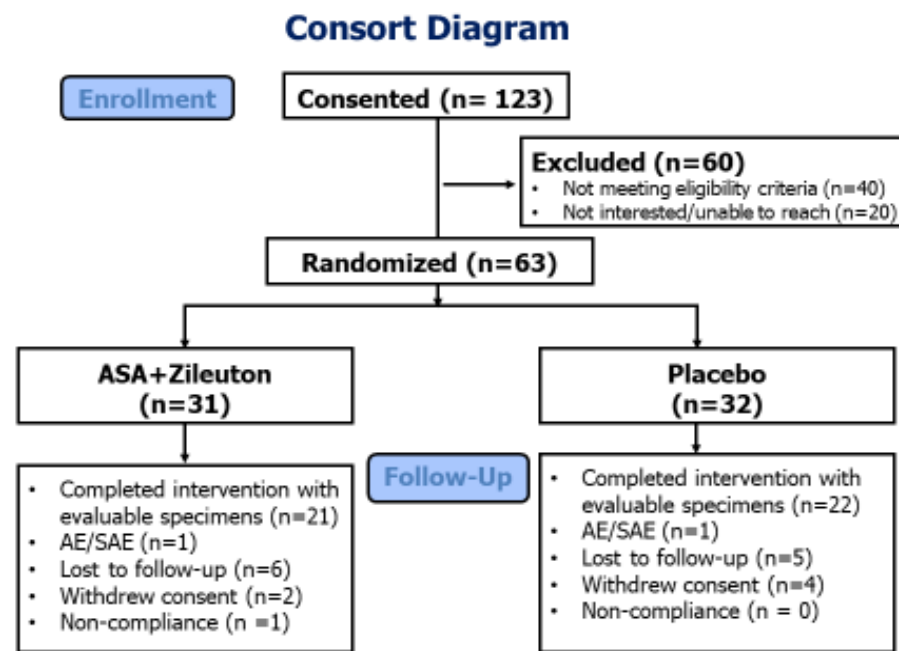 Consort Diagram
Enrollment
Consented (n= 123)
Excluded (n=60)
• Not meeting eligibility criteria (n=40)
• Not interested/unable to reach (n=20)
Randomized (n=63)
ASA+Zileuton
(n=31)
Placebo
(n=32)
• Completed intervention with
evaluable specimens (n=21)
• AE/SAE (n=1)
• Lost to follow-up (n=6)
• Withdrew consent (n=2)
• Non-compliance (n =1)
Follow-Up
• Completed intervention with
evaluable specimens (n=22)
• AE/SAE (n=1)
• Lost to follow-up (n=5)
• Withdrew consent (n=4)
• Non-compliance (n = 0)